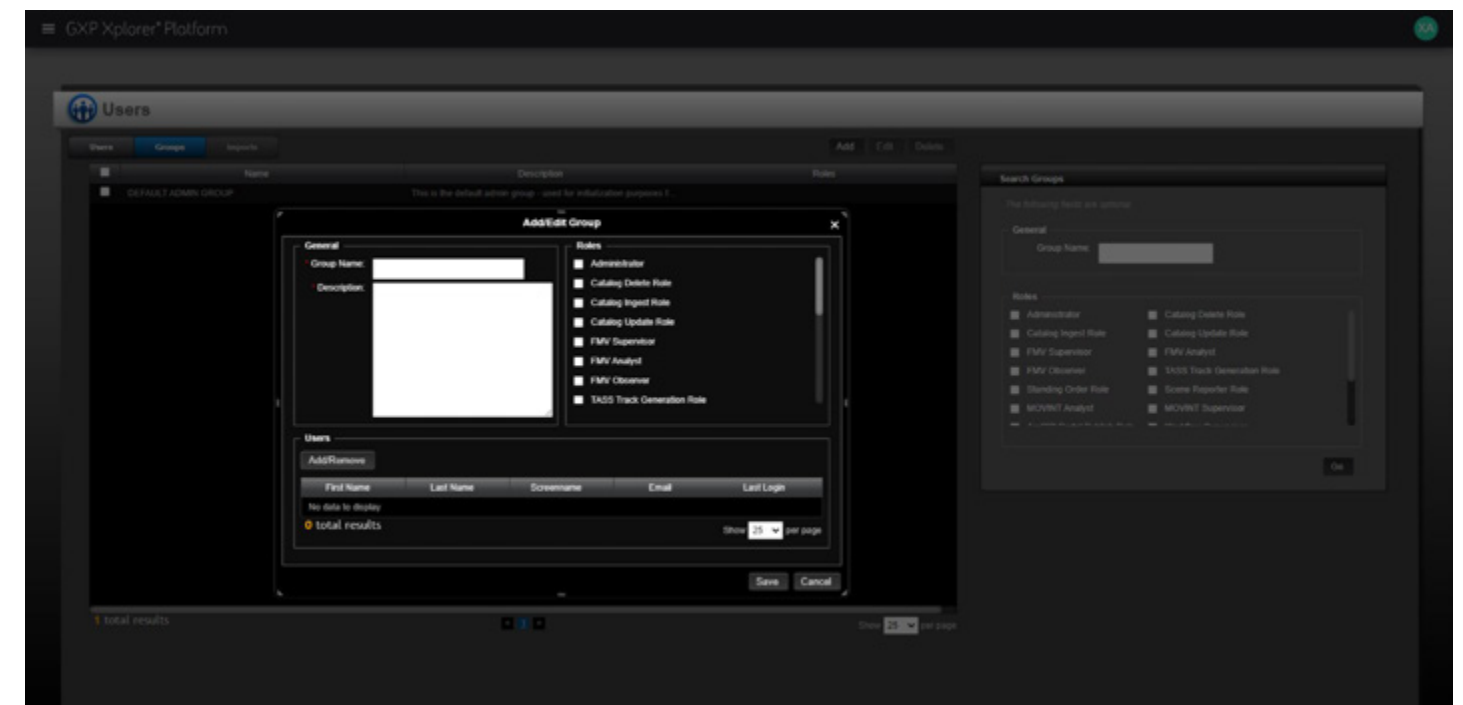 GXP Xplorer® Platform
XA
Users
Users Groups Imports
Add Edit Delete
Name Description Roles
DEFAULT ADMIN GROUP This is the default admin group - used for initialization purposes f...
Add/Edit Group
General
* Group Name:
* Description:
Roles
Administrator
Catalog Delete Role
Catalog Ingest Role
Catalog Update Role
FMV Supervisor
FMV Analyst
FMV Observer
TASS Track Generation Role
Users
Add/Remove
First Name Last Name Screenname Email Last Login
No data to display
0 total results
Show 25 per page
Save Cancel
1 total results
1
Show 25 per page
Search Groups
The following fields are optional
General
Group Name:
Roles
Administrator Catalog Delete Role
Catalog Ingest Role Catalog Update Role
FMV Supervisor FMV Analyst
FMV Observer TASS Track Generation Role
Standing Order Role Scene Reporter Role
MOVINT Analyst MOVINT Supervisor
Go